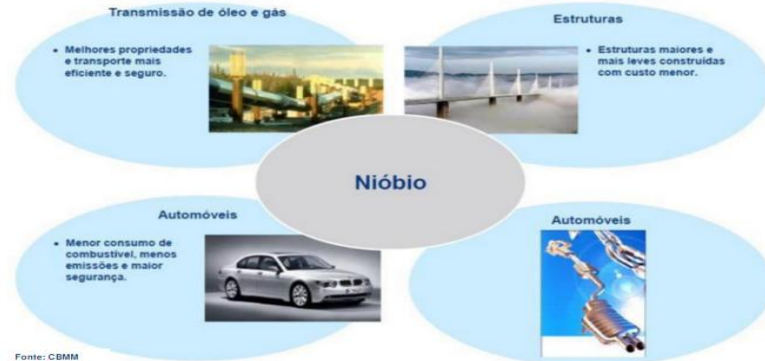 Transmissão de óleo e gás
• Melhores propriedades
e transporte mais
eficiente e seguro.
Estruturas
• Estruturas maiores e
mais leves construídas
com custo menor.
Nióbio
Automóveis
• Menor consumo de
combustível, menos
emissões e maior
segurança.
Automóveis
Fonte: CBMM